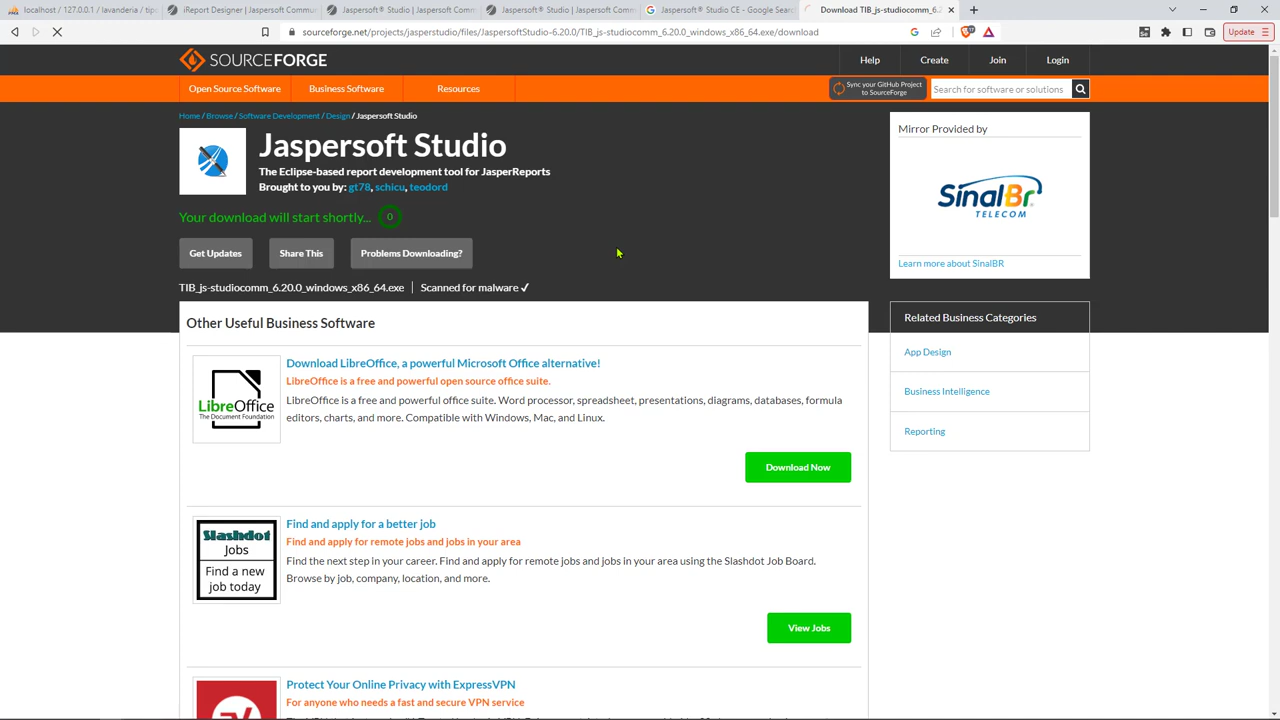 localhost / 127.0.0.1 / lavanderia / tip
iReport Designer | Jaspersoft Commu
Jaspersoft® Studio | Jaspersoft Com
Jaspersoft® Studio | Jaspersoft Com
Jaspersoft® Studio CE - Google Searc
Download TIB_js-studiocomm_6.2
sourceforge.net/projects/jasperstudio/files/JaspersoftStudio-6.20.0/TIB_js-studiocomm_6.20.0_windows_x86_64.exe/download
Update
SOURCEFORGE
Help
Create
Join
Login
Open Source Software
Business Software
Resources
Sync your GitHub Project
to SourceForge
Search for software or solutions
Home / Browse / Software Development / Design / Jaspersoft Studio
Jaspersoft Studio
The Eclipse-based report development tool for JasperReports
Brought to you by: gt78, schicu, teodord
Your download will start shortly... 0
Get Updates
Share This
Problems Downloading?
TIB_js-studiocomm_6.20.0_windows_x86_64.exe
Scanned for malware ✓
Mirror Provided by
SinalBr
TELECOM
Learn more about SinalBR
Related Business Categories
App Design
Business Intelligence
Reporting
Other Useful Business Software
LibreOffice
The Document Foundation
Download LibreOffice, a powerful Microsoft Office alternative!
LibreOffice is a free and powerful open source office suite.
LibreOffice is a free and powerful office suite. Word processor, spreadsheet, presentations, diagrams, databases, formula
editors, charts, and more. Compatible with Windows, Mac, and Linux.
Download Now
Slashdot
Jobs
Find a new
job today
Find and apply for a better job
Find and apply for remote jobs and jobs in your area
Find the next step in your career. Find and apply for remote jobs and jobs in your area using the Slashdot Job Board.
Browse by job, company, location, and more.
View Jobs
Protect Your Online Privacy with ExpressVPN
For anyone who needs a fast and secure VPN service